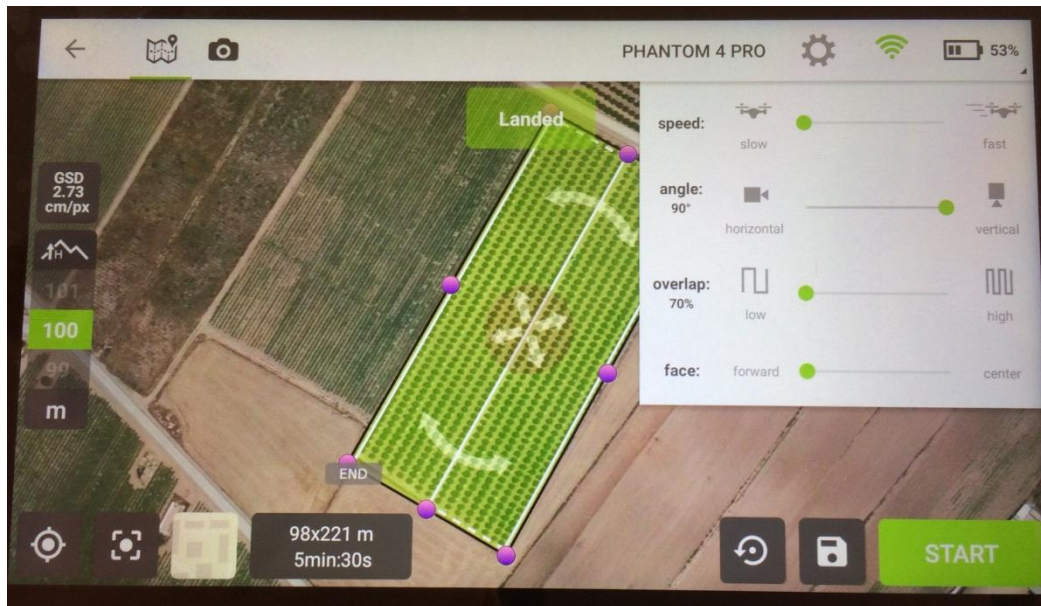 PHANTOM 4 PRO
53%
Landed
GSD
2.73
cm/px
H
101
100
99
m
speed:
slow
fast
angle:
90°
horizontal
vertical
overlap:
70%
low
high
face:
forward
center
END
98x221 m
5min:30s
START